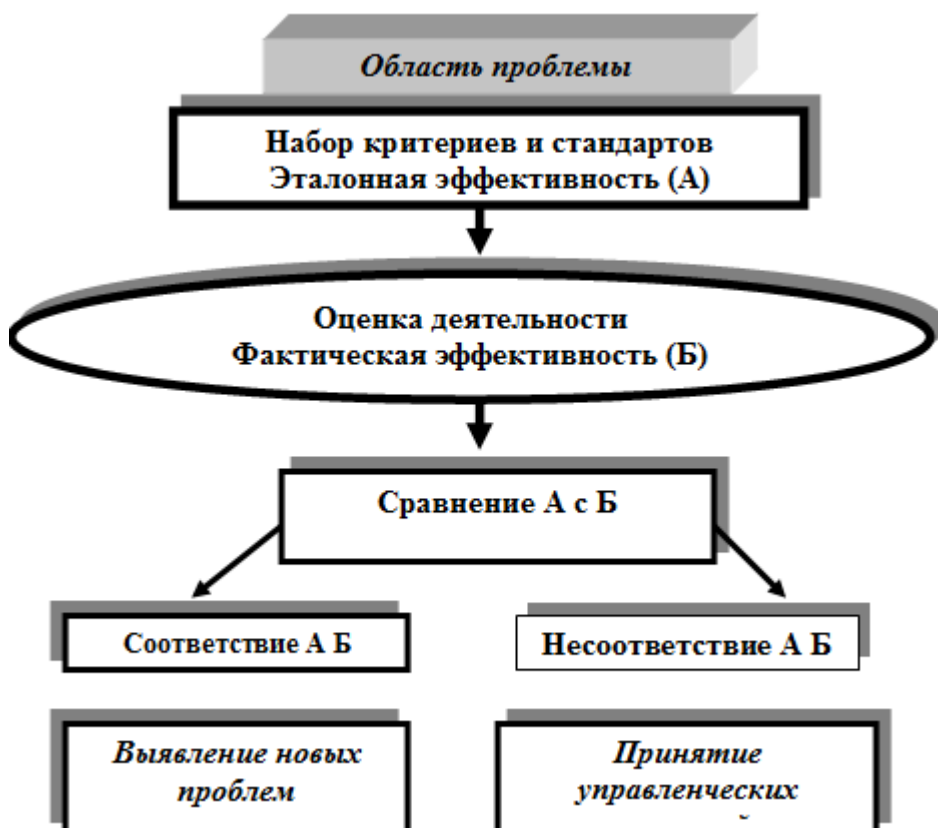 Область проблемы
Набор критериев и стандартов
Эталонная эффективность (А)
Оценка деятельности
Фактическая эффективность (Б)
Сравнение А с Б
Соответствие А Б
Несоответствие А Б
Выявление новых
проблем
Принятие
управленческих